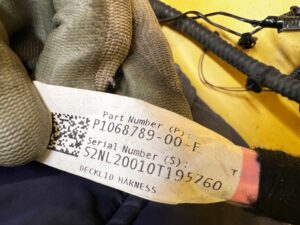 Part Number (P):
P1068789-00-F
Serial Number (S):
S2NL20010T195760
DECKLID HARNESS
T